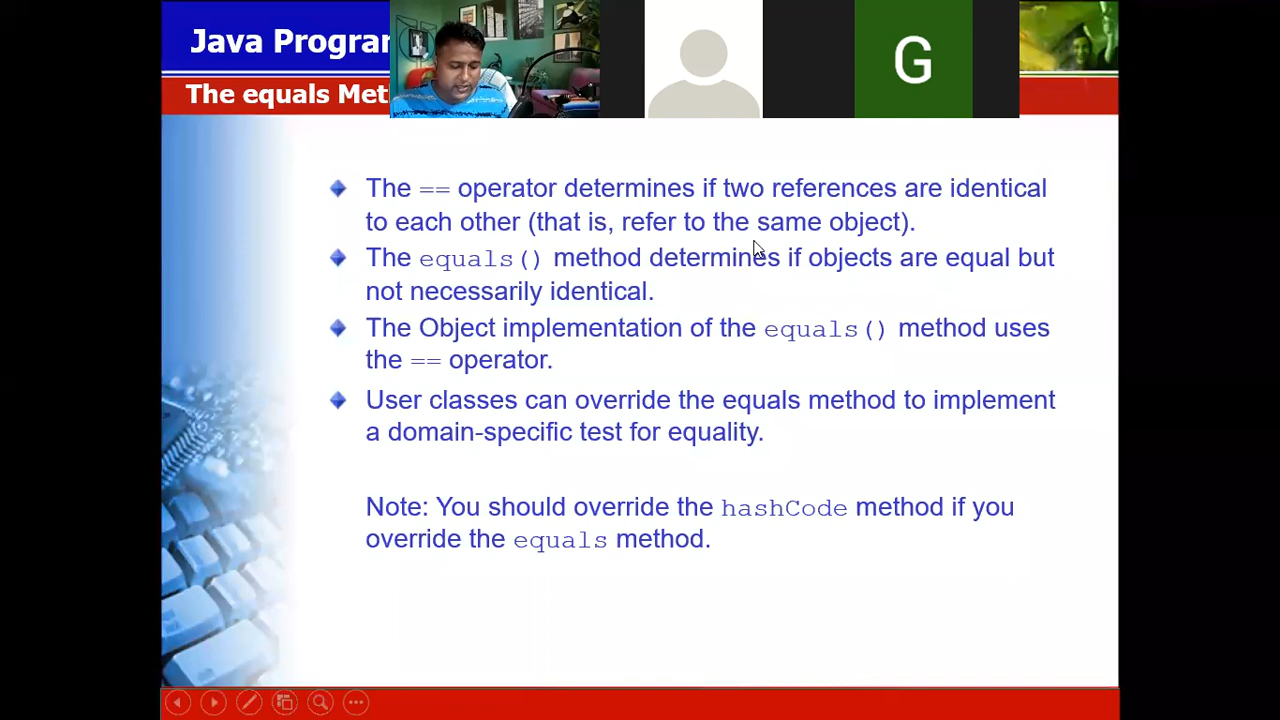 Java Progra
The equals Met
G
The == operator determines if two references are identical
to each other (that is, refer to the same object).
The equals() method determines if objects are equal but
not necessarily identical.
The Object implementation of the equals() method uses
the == operator.
User classes can override the equals method to implement
a domain-specific test for equality.
Note: You should override the hashCode method if you
override the equals method.